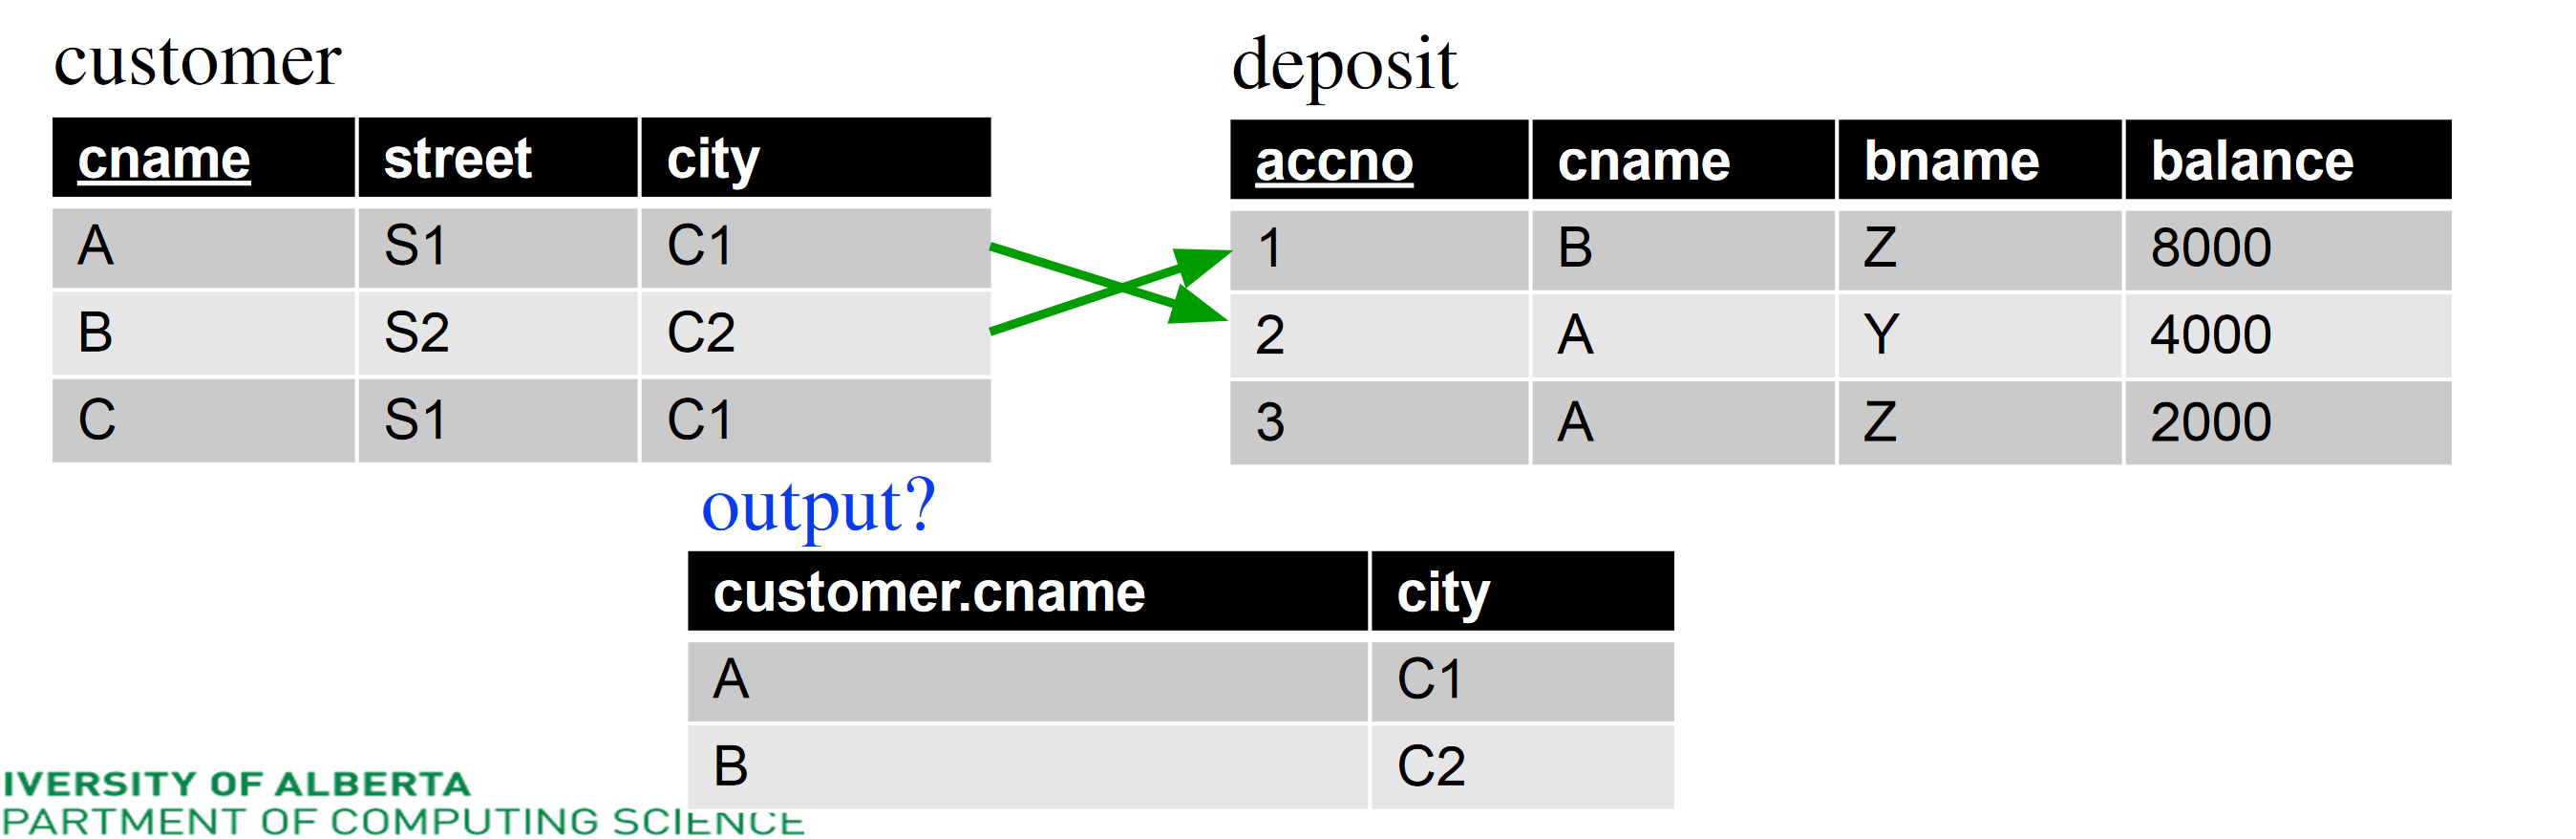 customer
cname street city
A S1 C1
B S2 C2
C S1 C1
deposit
accno cname bname balance
1 B Z 8000
2 A Y 4000
3 A Z 2000
output?
customer.cname city
A C1
B C2
IVERSITY OF ALBERTA
PARTMENT OF COMPUTING SCIENCE